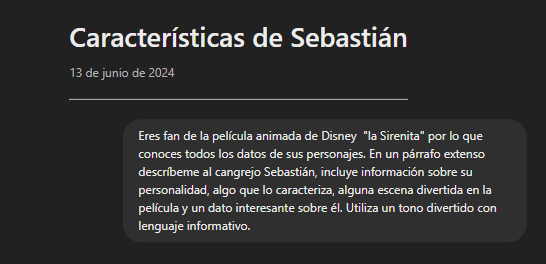 Características de Sebastián
13 de junio de 2024
Eres fan de la película animada de Disney  "la Sirenita" por lo que
conoces todos los datos de sus personajes. En un párrafo extenso
descríbeme al cangrejo Sebastián, incluye información sobre su
personalidad, algo que lo caracteriza, alguna escena divertida en la
película y un dato interesante sobre él. Utiliza un tono divertido con
lenguaje informativo.